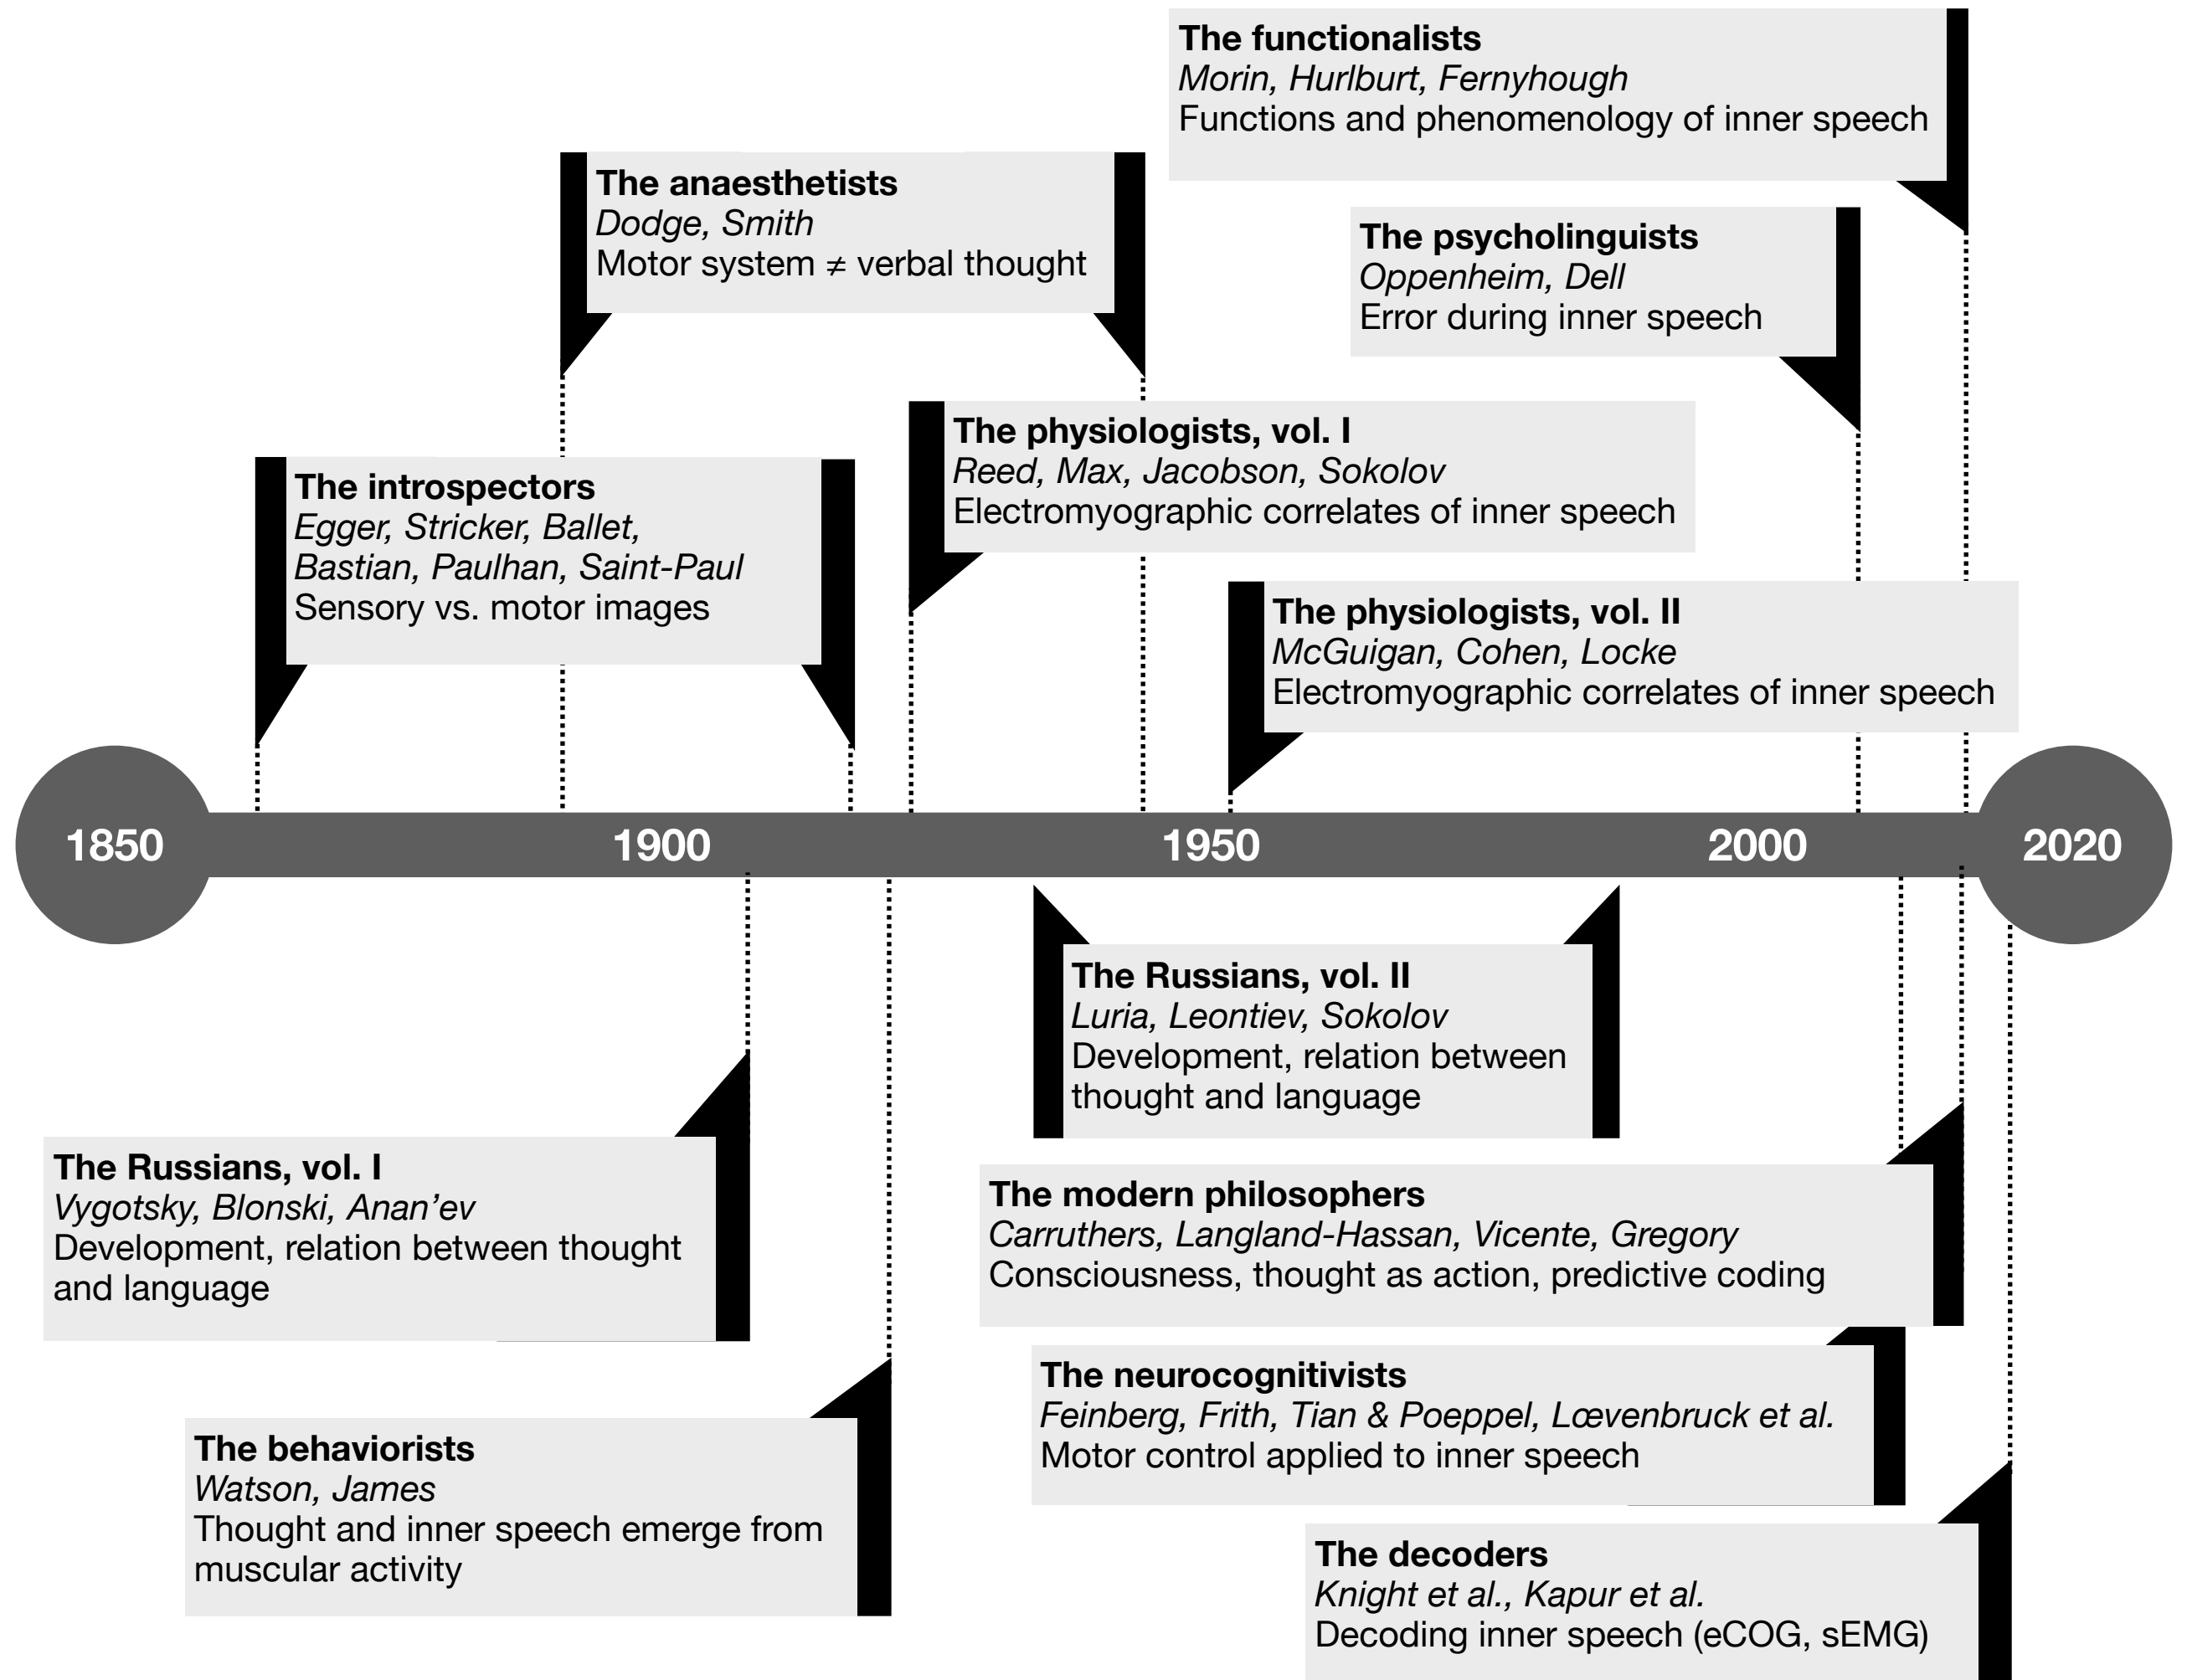 The functionalists
Morin, Hurlburt, Fernyhough
Functions and phenomenology of inner speech
The anaesthetists
Dodge, Smith
Motor system ≠ verbal thought
The psycholinguists
Oppenheim, Dell
Error during inner speech
The physiologists, vol. I
Reed, Max, Jacobson, Sokolov
Electromyographic correlates of inner speech
The introspectors
Egger, Stricker, Ballet,
Bastian, Paulhan, Saint-Paul
Sensory vs. motor images
The physiologists, vol. II
McGuigan, Cohen, Locke
Electromyographic correlates of inner speech
1850 1900 1950 2000 2020
The Russians, vol. II
Luria, Leontiev, Sokolov
Development, relation between
thought and language
The Russians, vol. I
Vygotsky, Blonski, Anan’ev
Development, relation between thought
and language
The modern philosophers
Carruthers, Langland-Hassan, Vicente, Gregory
Consciousness, thought as action, predictive coding
The neurocognitivists
Feinberg, Frith, Tian & Poeppel, Lœvenbruck et al.
Motor control applied to inner speech
The behaviorists
Watson, James
Thought and inner speech emerge from
muscular activity
The decoders
Knight et al., Kapur et al.
Decoding inner speech (eCOG, sEMG)